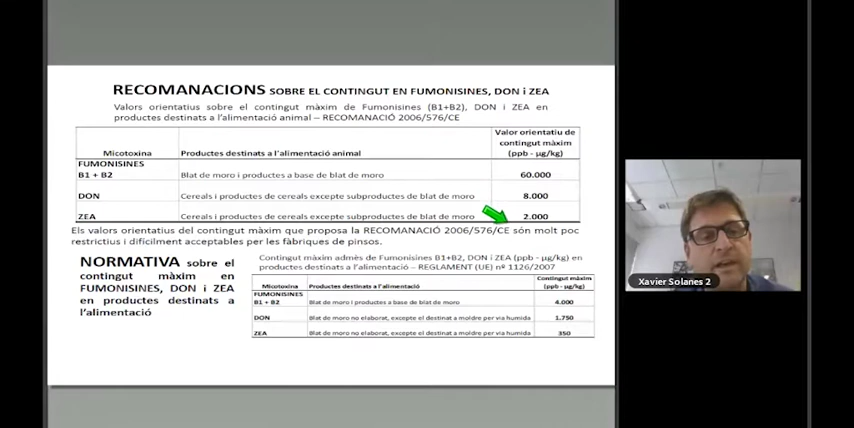 RECOMANACIONS SOBRE EL CONTINGUT EN FUMONISINES, DON i ZEA
Valors orientatius sobre el contingut màxim de Fumonisines (B1+B2), DON i ZEA en
productes destinats a l'alimentació animal – RECOMANACIÓ 2006/576/CE
Micotoxina Productes destinats a l'alimentació animal Valor orientatiu de
contingut màxim
(ppb - µg/kg)
FUMONISINES
B1 + B2 Blat de moro i productes a base de blat de moro 60.000
DON Cereals i productes de cereals excepte subproductes de blat de moro 8.000
ZEA Cereals i productes de cereals excepte subproductes de blat de moro 2.000
Els valors orientatius del contingut màxim que proposa la RECOMANACIÓ 2006/576/CE són molt poc
restrictius i difícilment acceptables per les fàbriques de pinsos.
NORMATIVA sobre el
contingut màxim en
FUMONISINES, DON i ZEA
en productes destinats a
l'alimentació
Contingut màxim admès de Fumonisines B1+B2, DON i ZEA (ppb - µg/kg) en
productes destinats a l'alimentació – REGLAMENT (UE) nº 1126/2007
Micotoxina Productes destinats a l'alimentació Contingut màxim
(ppb - µg/kg)
FUMONISINES
B1 + B2 Blat de moro i productes a base de blat de moro 4.000
DON Blat de moro no elaborat, excepte el destinat a moldre per via humida 1.750
ZEA Blat de moro no elaborat, excepte el destinat a moldre per via humida 350
Xavier Solanes 2